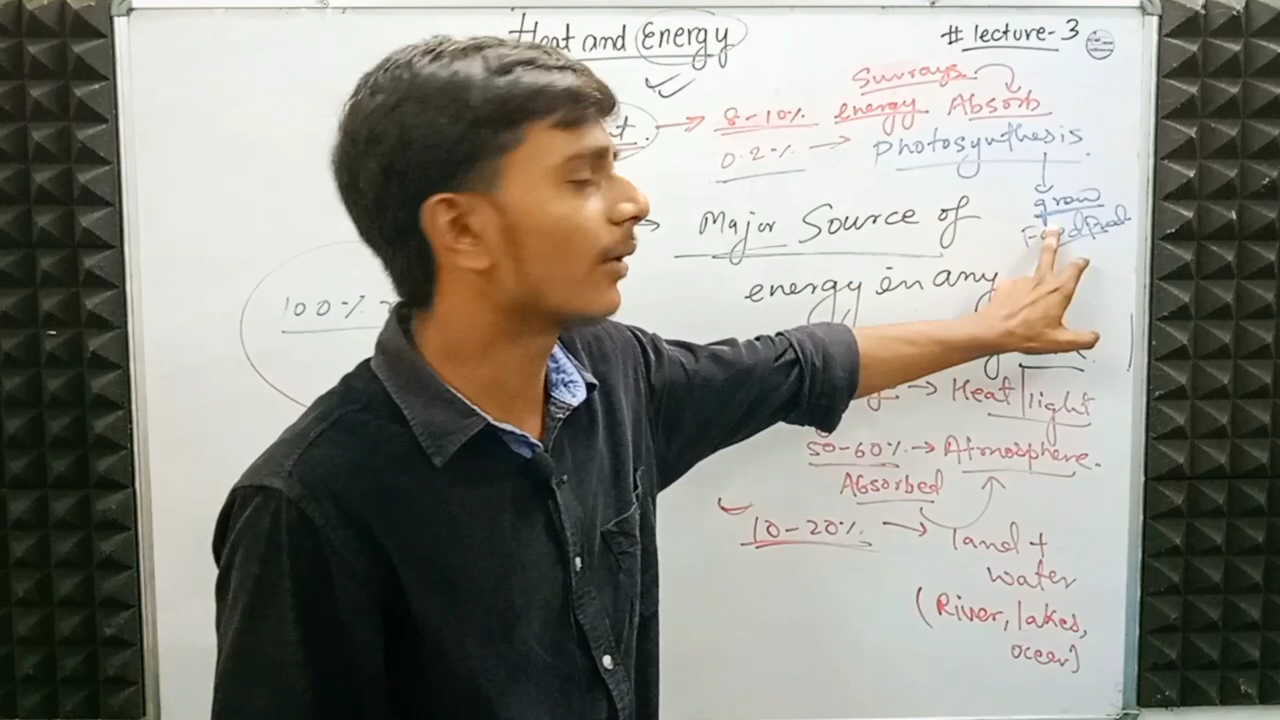 Heat and Energy
# lecture-3
Sunrays
8-10% energy Absorb
0.2% → Photosynthesis
grow
Major Source of
energy in any
100%
→ Heat | light
50-60% → Atmosphere.
Absorbed
10-20% → land +
water
(River, lakes,
ocean)